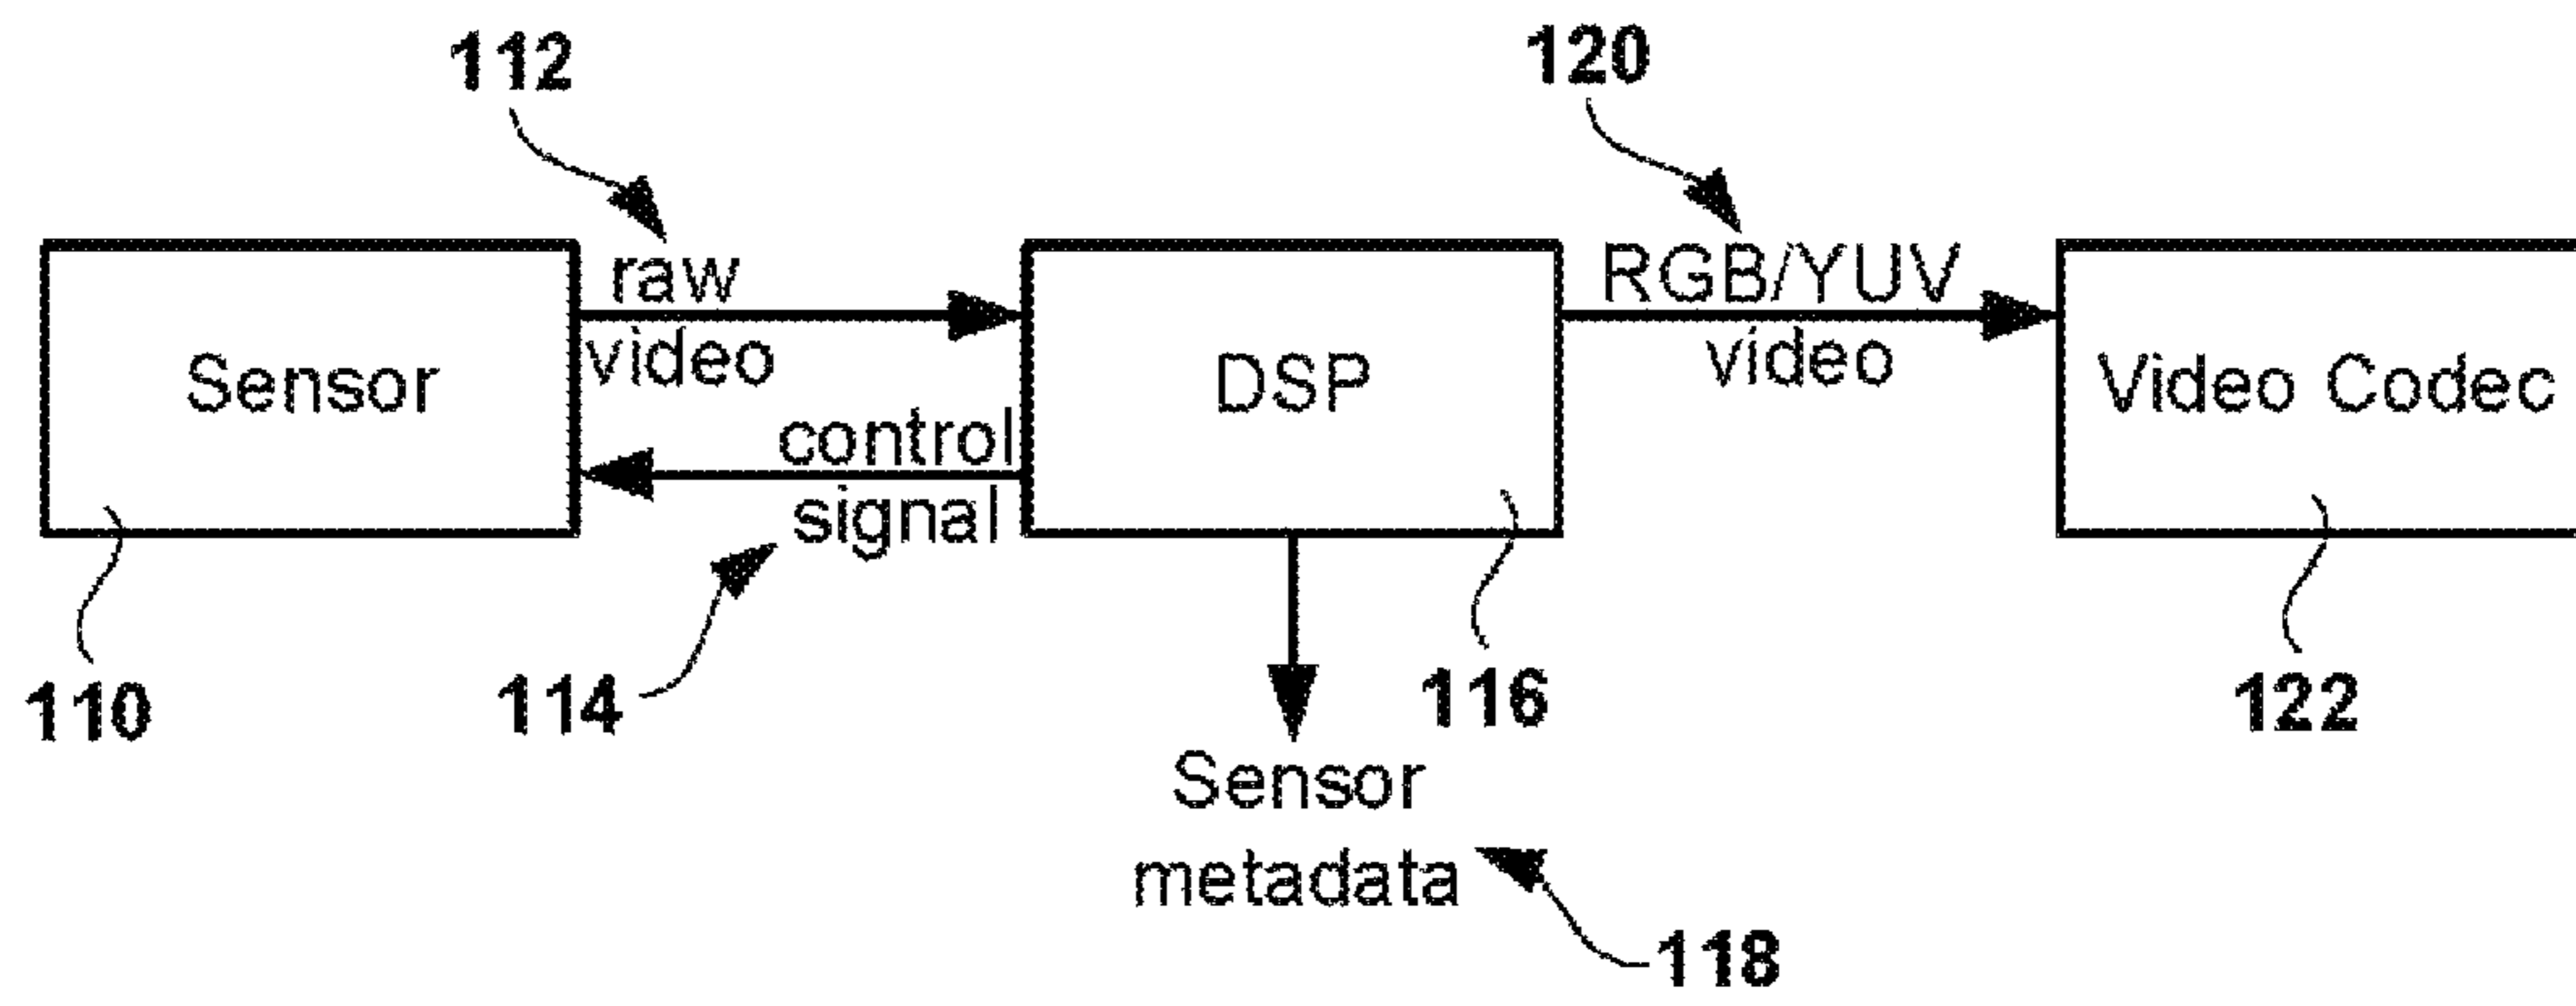 112
120
raw
video
RGB/YUV
video
Sensor
DSP
Video Codec
control
signal
110
114
116
122
Sensor
metadata
118